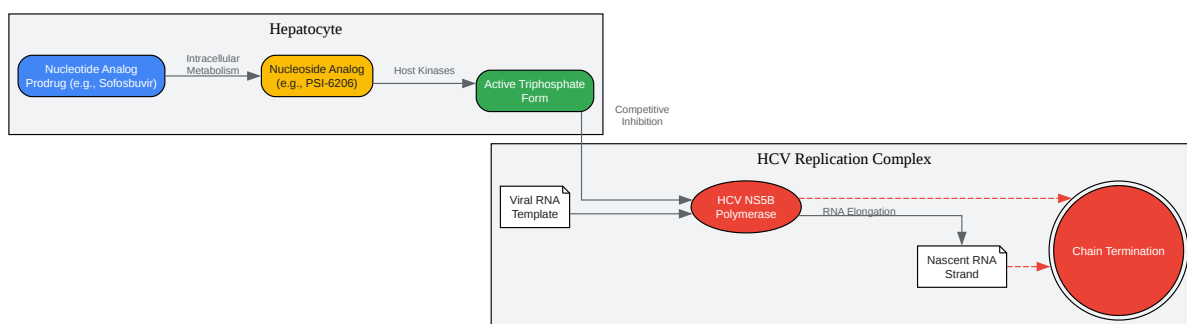 Hepatocyte
Nucleotide Analog
Prodrug (e.g., Sofosbuvir)
Intracellular
Metabolism
Nucleoside Analog
(e.g., PSI-6206)
Host Kinases
Active Triphosphate
Form
Competitive
Inhibition
HCV Replication Complex
Viral RNA
Template
HCV NS5B
Polymerase
RNA Elongation
Nascent RNA
Strand
Chain Termination